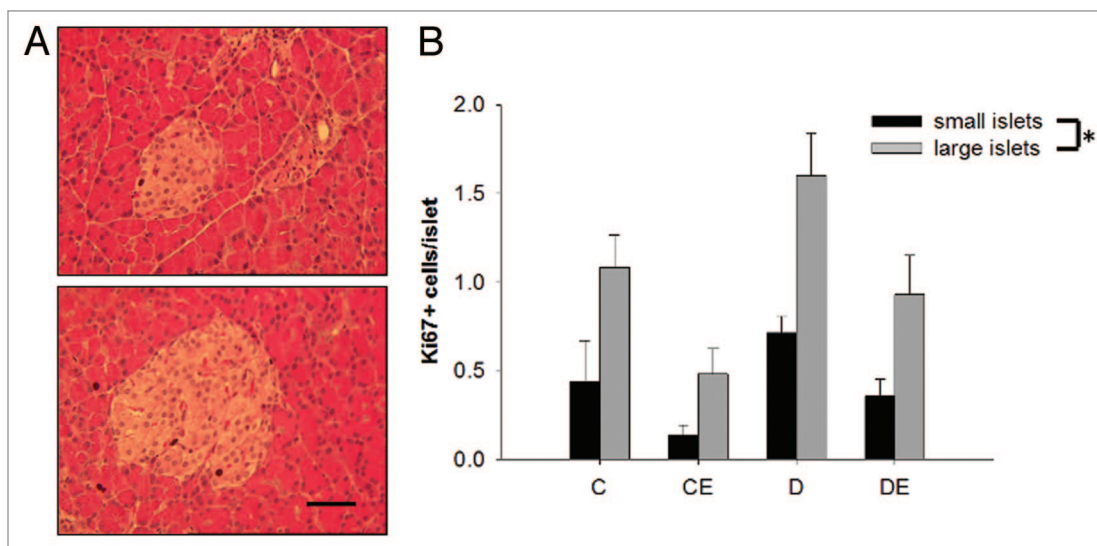 A
B
2.0
small islets
*
large islets
1.5
1.0
0.5
0.0
Ki67+ cells/islet
C CE D DE